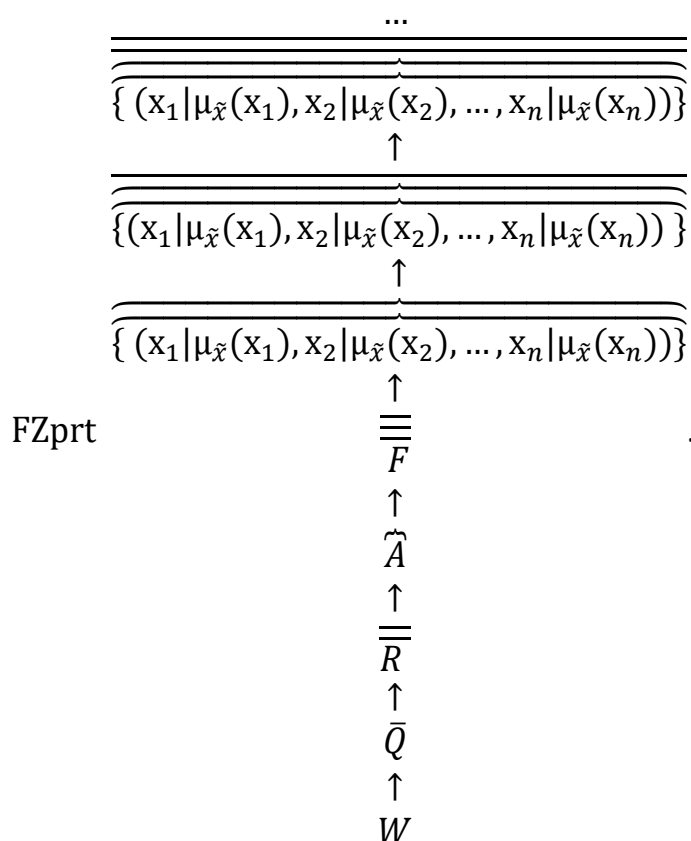 …
{ (x₁|μ_x̃(x₁), x₂|μ_x̃(x₂), … , xₙ|μ_x̃(xₙ))}
↑
{(x₁|μ_x̃(x₁), x₂|μ_x̃(x₂), … , xₙ|μ_x̃(xₙ)) }
↑
{ (x₁|μ_x̃(x₁), x₂|μ_x̃(x₂), … , xₙ|μ_x̃(xₙ))}
↑
FZprt F .
↑
A
↑
R
↑
Q̄
↑
W